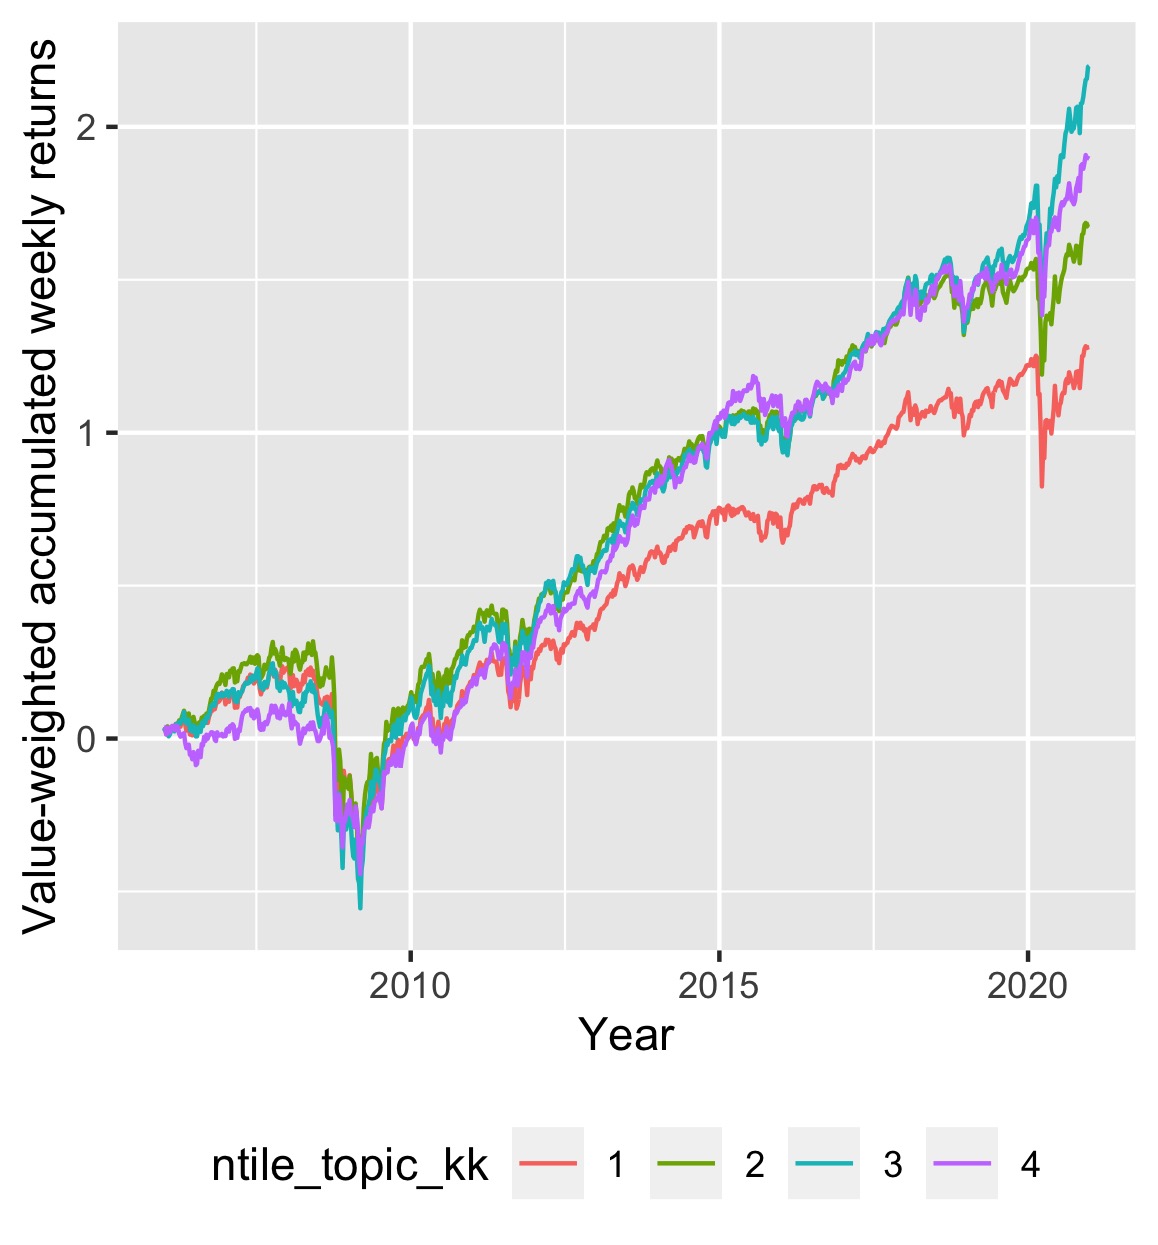 Value-weighted accumulated weekly returns
2
1
0
2010 2015 2020
Year
ntile_topic_kk 1 2 3 4